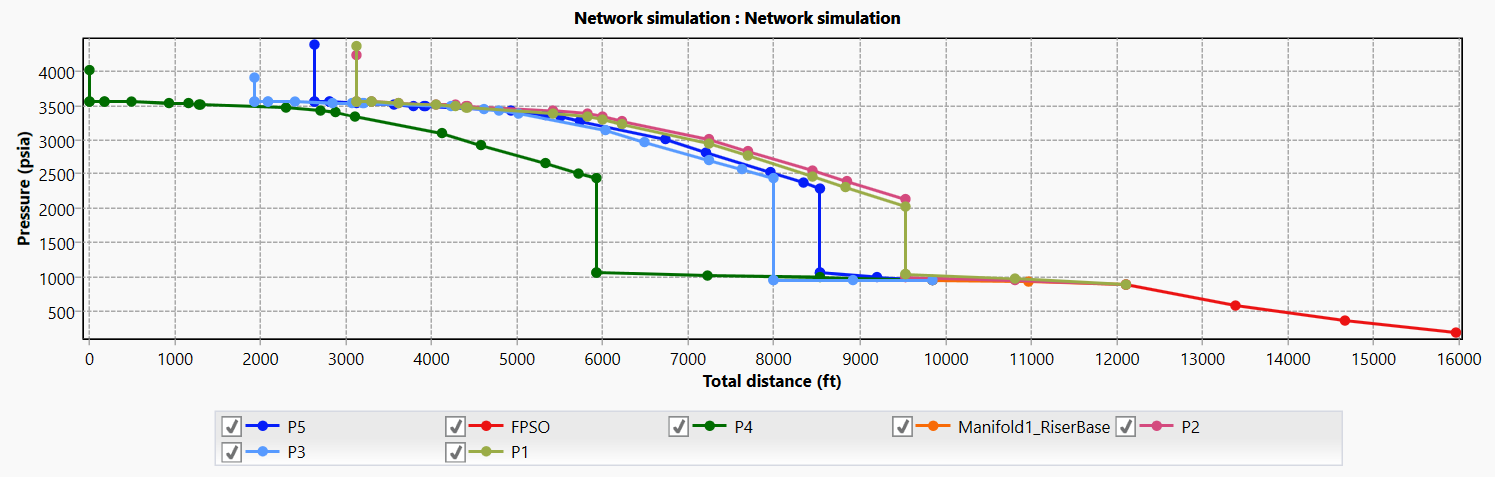 Network simulation : Network simulation
Pressure (psia)
4000
3500
3000
2500
2000
1500
1000
500
0 1000 2000 3000 4000 5000 6000 7000 8000 9000 10000 11000 12000 13000 14000 15000 16000
Total distance (ft)
P5 FPSO P4 Manifold1_RiserBase P2
P3 P1